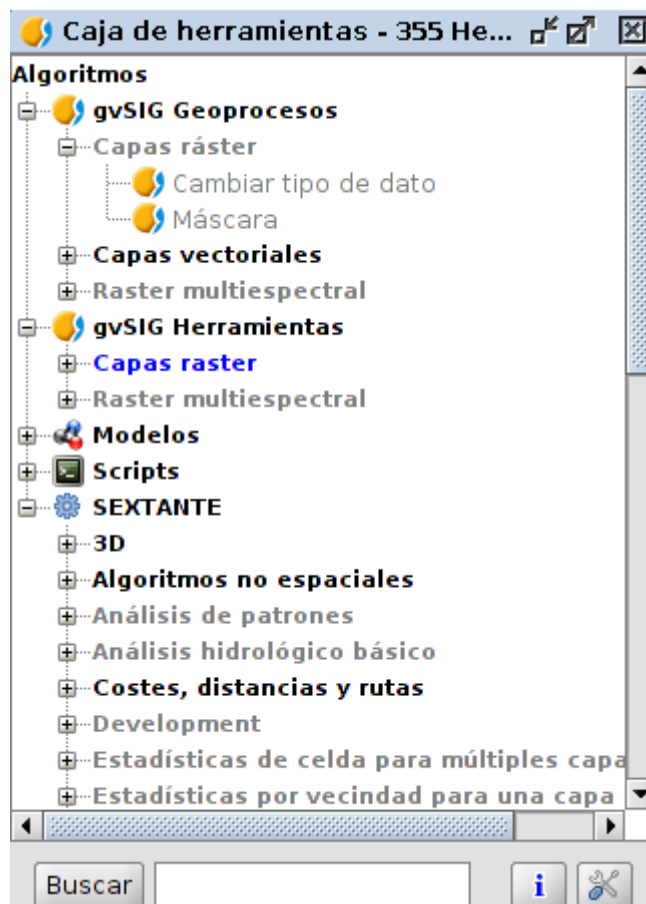 Caja de herramientas - 355 He...
Algoritmos
gvSIG Geoprocesos
Capas ráster
Cambiar tipo de dato
Máscara
Capas vectoriales
Raster multiespectral
gvSIG Herramientas
Capas raster
Raster multiespectral
Modelos
Scripts
SEXTANTE
3D
Algoritmos no espaciales
Análisis de patrones
Análisis hidrológico básico
Costes, distancias y rutas
Development
Estadísticas de celda para múltiples capa
Estadísticas por vecindad para una capa
Buscar
i